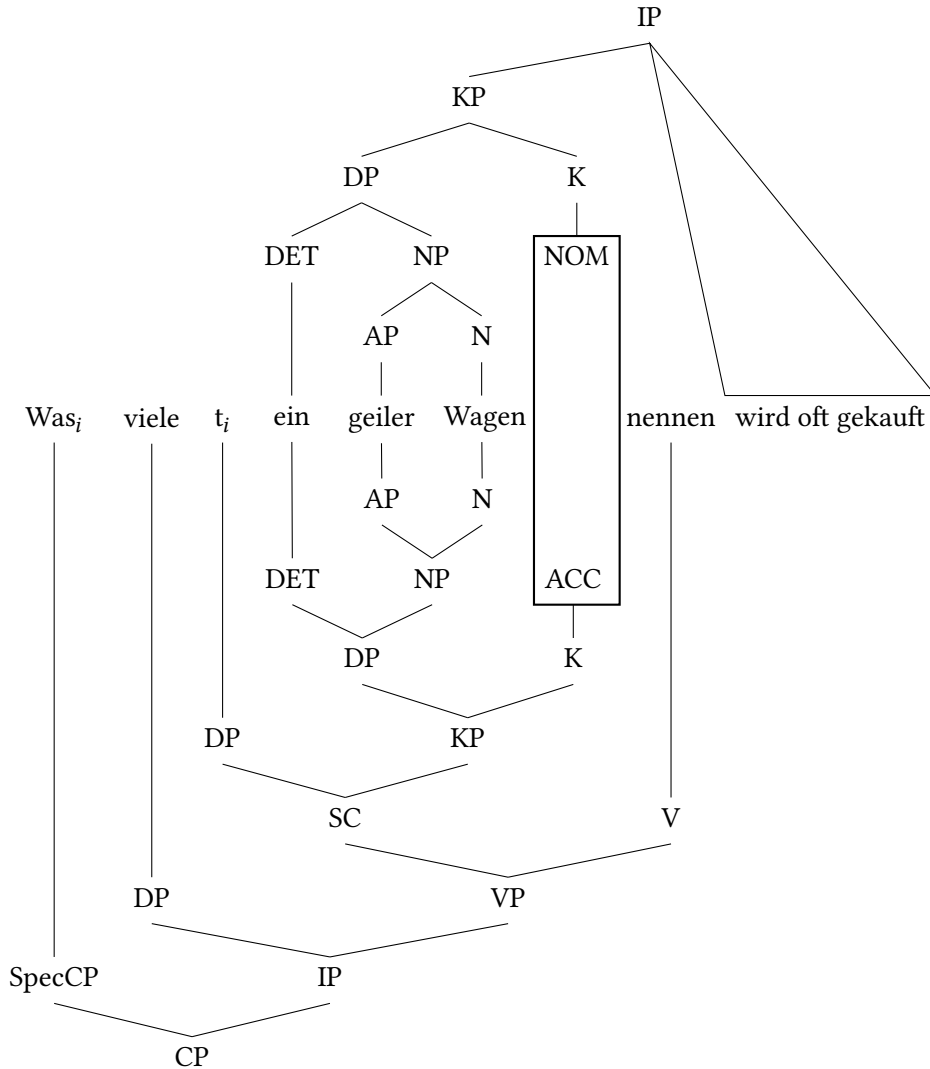 IP
KP
DP K
DET NP NOM
AP N
Wasᵢ viele tᵢ ein geiler Wagen nennen wird oft gekauft
AP N
DET NP ACC
DP K
DP KP
SC V
DP VP
SpecCP IP
CP